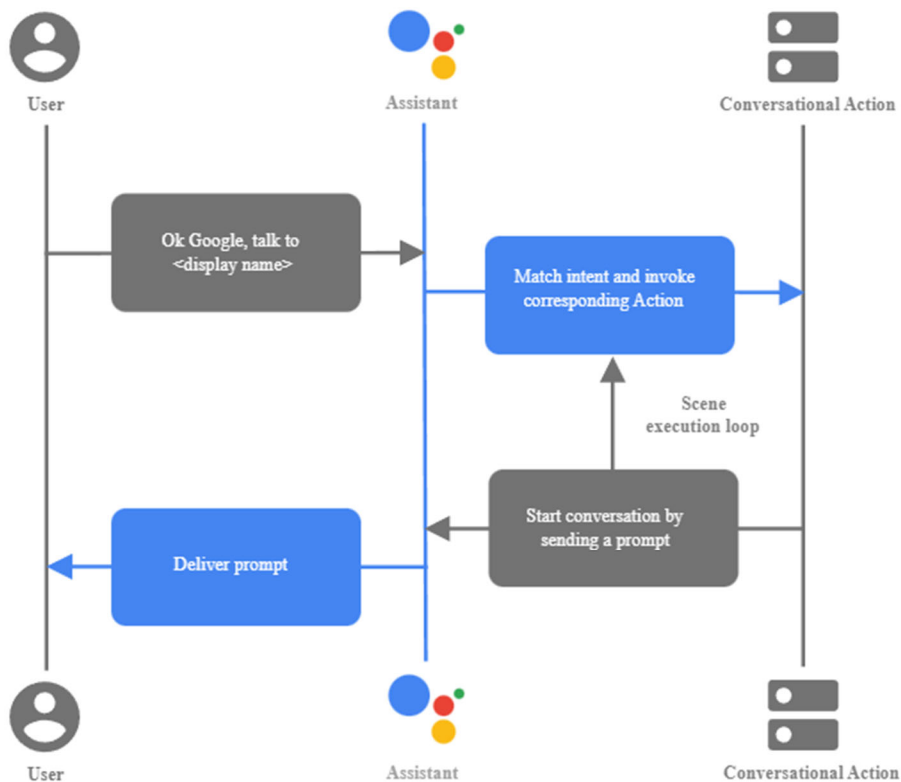 User
Assistant
Conversational Action
Ok Google, talk to
<display name>
Match intent and invoke
corresponding Action
Scene
execution loop
Start conversation by
sending a prompt
Deliver prompt
User
Assistant
Conversational Action